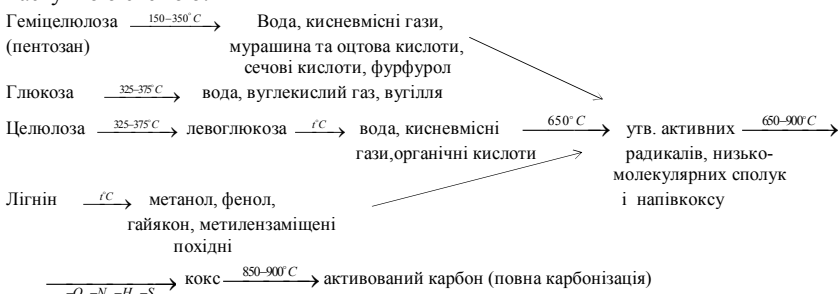 Геміцелюлоза 150–350°C Вода, кисневмісні гази,
(пентозан) мурашина та оцтова кислоти,
сечові кислоти, фурфурол
Глюкоза 325–375°C вода, вуглекислий газ, вугілля
Целюлоза 325–375°C левоглюкоза t°C вода, кисневмісні 650°C утв. активних 650–900°C
гази,органічні кислоти радикалів, низько-
молекулярних сполук
Лігнін t°C метанол, фенол, і напівкоксу
гайякон, метилензаміщені
похідні
–O, –N, –H, –S кокс 850–900°C активований карбон (повна карбонізація)